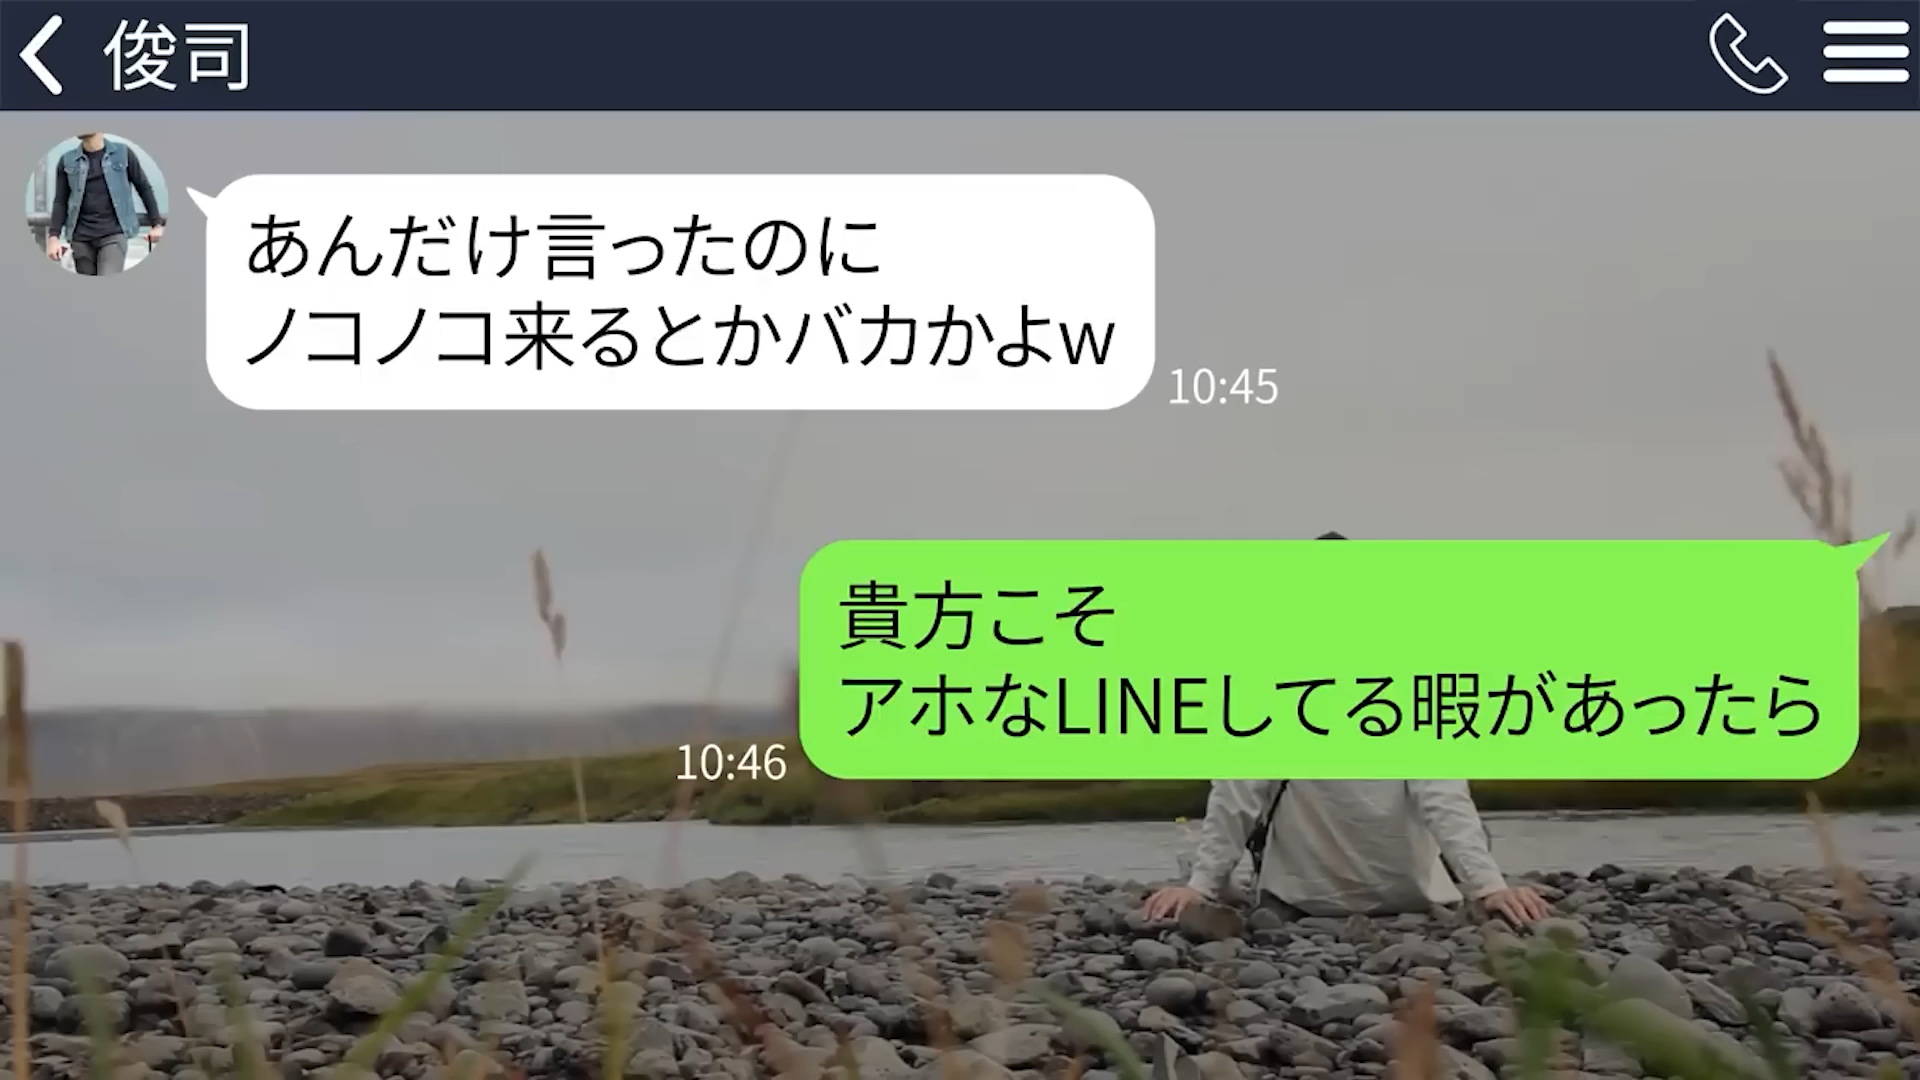 俊司
あんだけ言ったのに
ノコノコ来るとかバカかよw
10:45
貴方こそ
アホなLINEしてる暇があったら
10:46